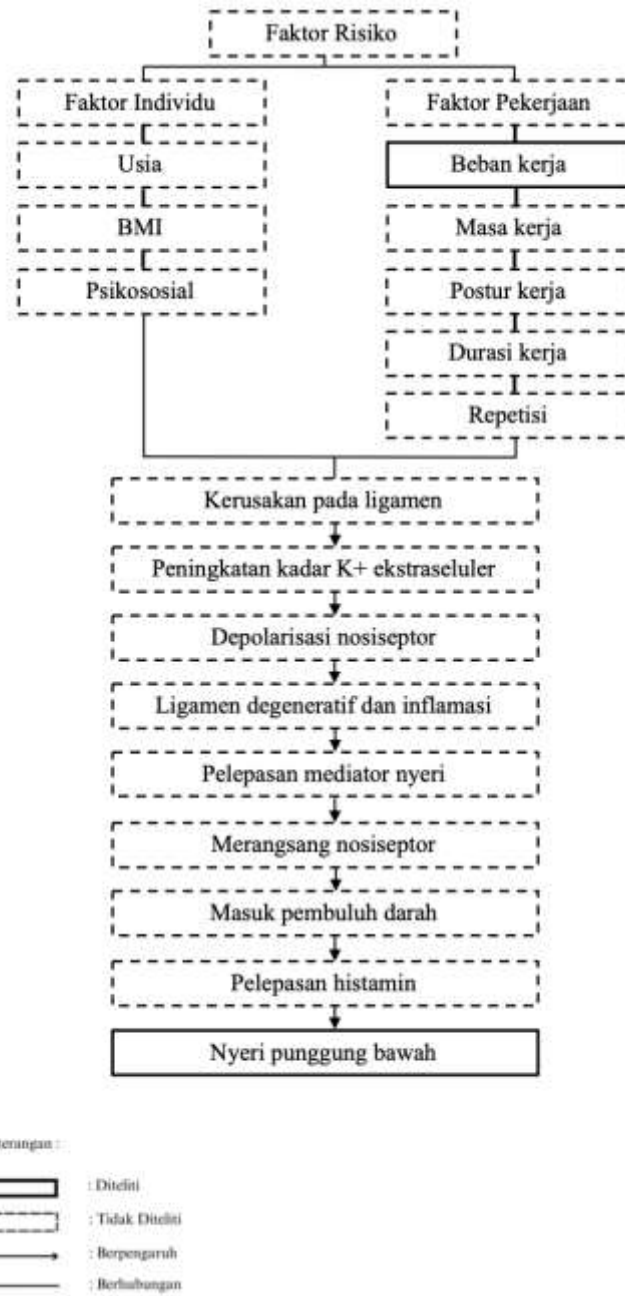 Faktor Risiko
Faktor Individu
Usia
BMI
Psikososial
Faktor Pekerjaan
Beban kerja
Masa kerja
Postur kerja
Durasi kerja
Repetisi
Kerusakan pada ligamen
Peningkatan kadar K+ ekstraseluler
Depolarisasi nosiseptor
Ligamen degeneratif dan inflamasi
Pelepasan mediator nyeri
Merangsang nosiseptor
Masuk pembuluh darah
Pelepasan histamin
Nyeri punggung bawah
terangan :
: Diteliti
: Tidak Diteliti
: Berpengaruh
: Berhubungan